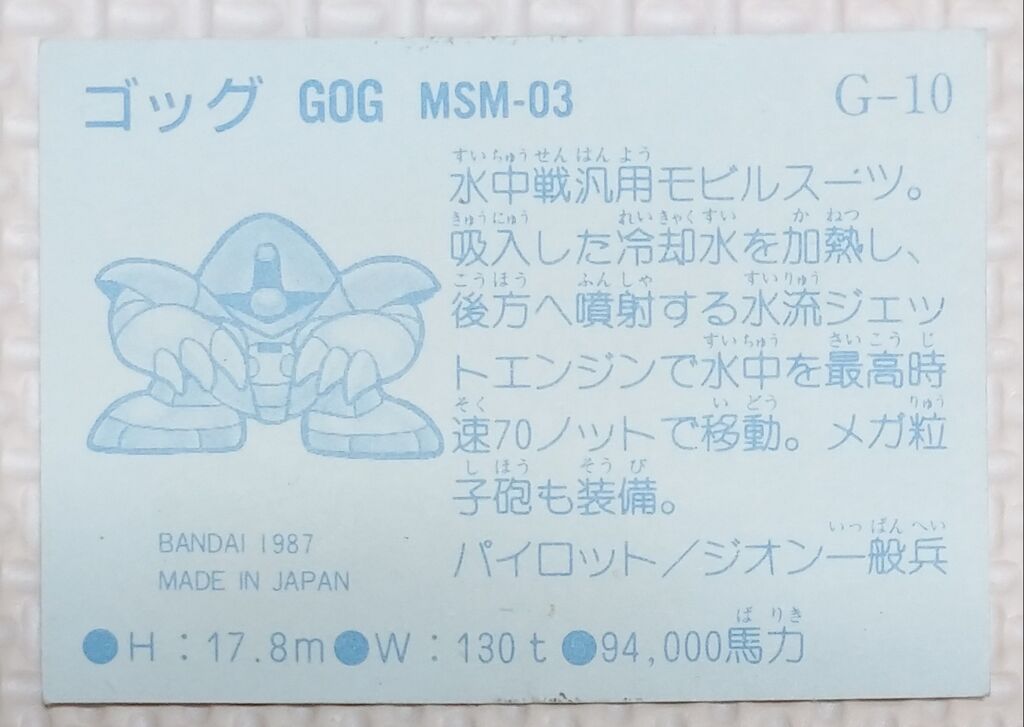 ゴッグ GOG MSM-03 G-10
すいちゅうせんはんよう
水中戦汎用モビルスーツ。
きゅうにゅう れいきゃくすい かねつ
吸入した冷却水を加熱し、
こうほう ふんしゃ すいりゅう
後方へ噴射する水流ジェッ
すいちゅう さいこうじ
トエンジンで水中を最高時
そく いどう りゅう
速70ノットで移動。メガ粒
しほう そうび
子砲も装備。
いっぱんへい
パイロット/ジオン一般兵
BANDAI 1987
MADE IN JAPAN
ばりき
●H:17.8m●W:130t●94,000馬力